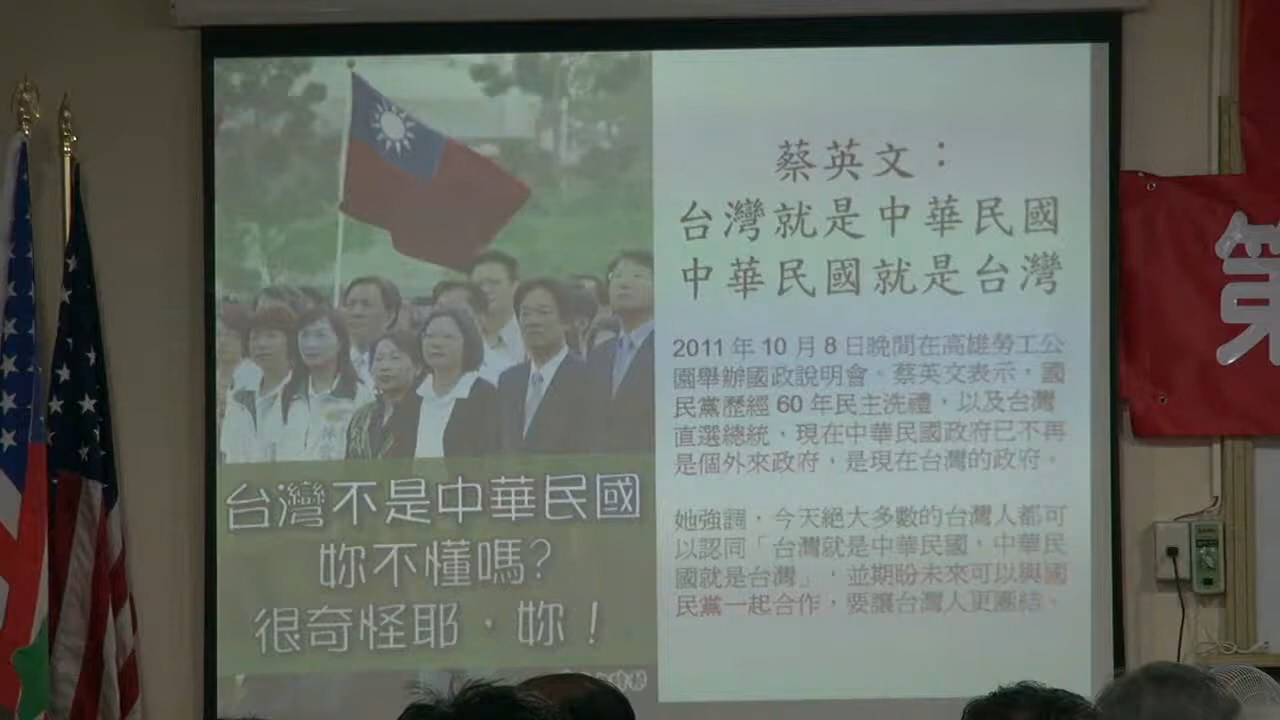 台灣不是中華民國
妳不懂嗎?
很奇怪耶，妳！
蔡英文：
台灣就是中華民國
中華民國就是台灣
2011 年 10 月 8 日晚間在高雄勞工公
園舉辦國政說明會。蔡英文表示，國
民黨歷經 60 年民主洗禮，以及台灣
直選總統，現在中華民國政府已不再
是個外來政府，是現在台灣的政府。
她強調，今天絕大多數的台灣人都可
以認同「台灣就是中華民國，中華民
國就是台灣」，並期盼未來可以與國
民黨一起合作，要讓台灣人更團結。
第